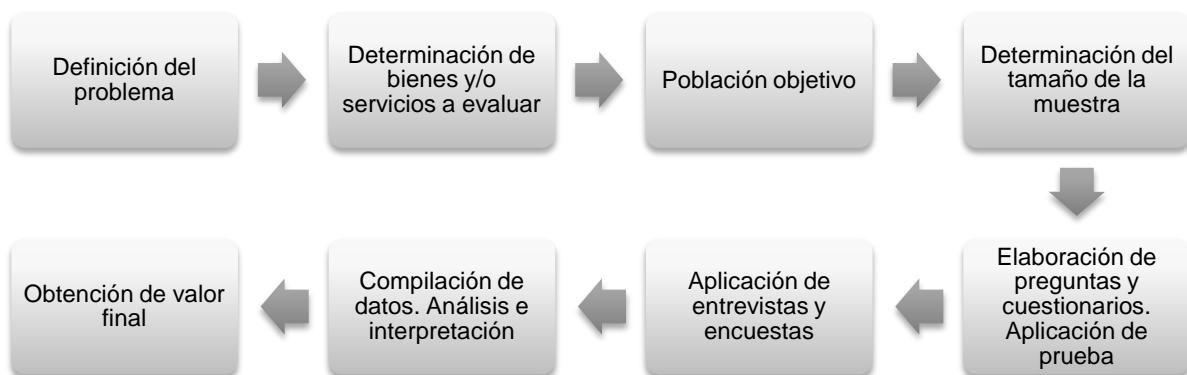 Definición del
problema
Determinación de
bienes y/o
servicios a evaluar
Población objetivo
Determinación del
tamaño de la
muestra
Elaboración de
preguntas y
cuestionarios.
Aplicación de
prueba
Aplicación de
entrevistas y
encuestas
Compilación de
datos. Análisis e
interpretación
Obtención de valor
final